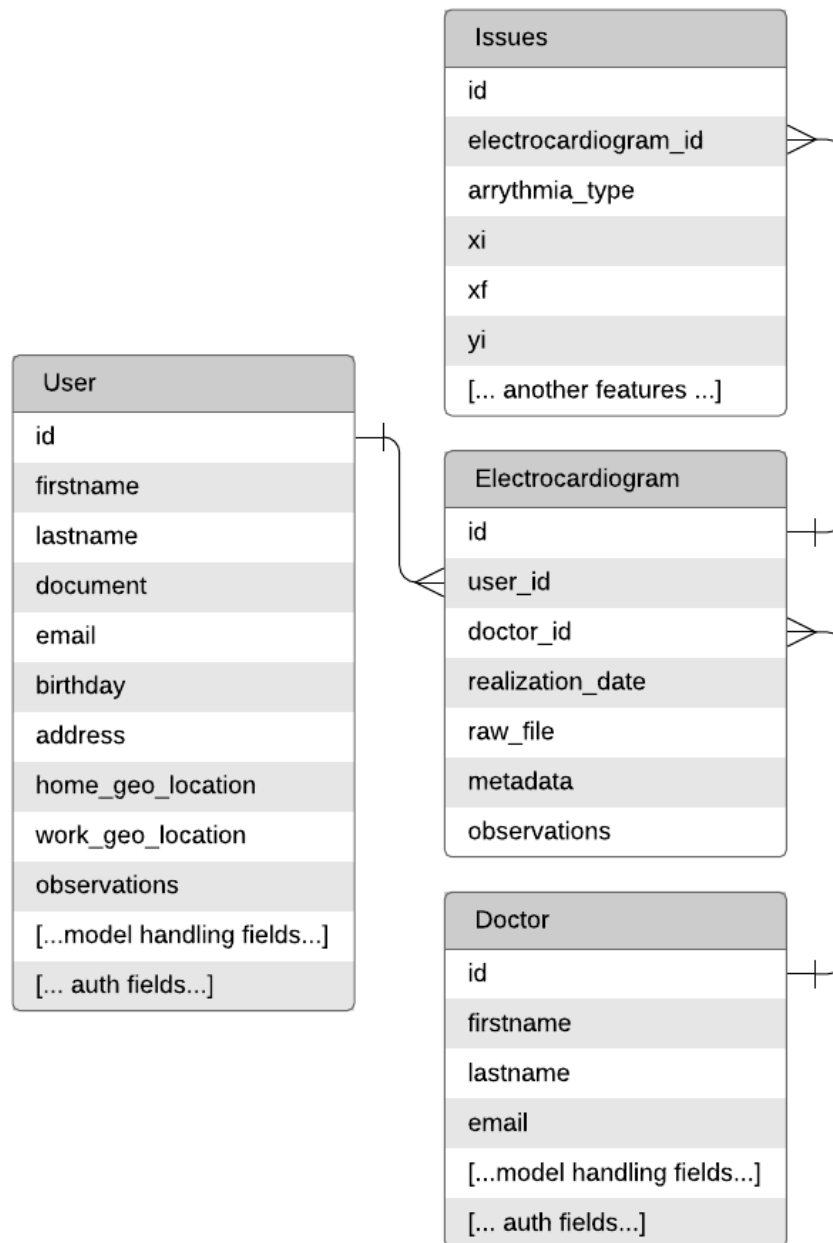 Issues
id
electrocardiogram_id
arrythmia_type
xi
xf
yi
[... another features ...]
User
id
firstname
lastname
document
email
birthday
address
home_geo_location
work_geo_location
observations
[...model handling fields...]
[... auth fields...]
Electrocardiogram
id
user_id
doctor_id
realization_date
raw_file
metadata
observations
Doctor
id
firstname
lastname
email
[...model handling fields...]
[... auth fields...]